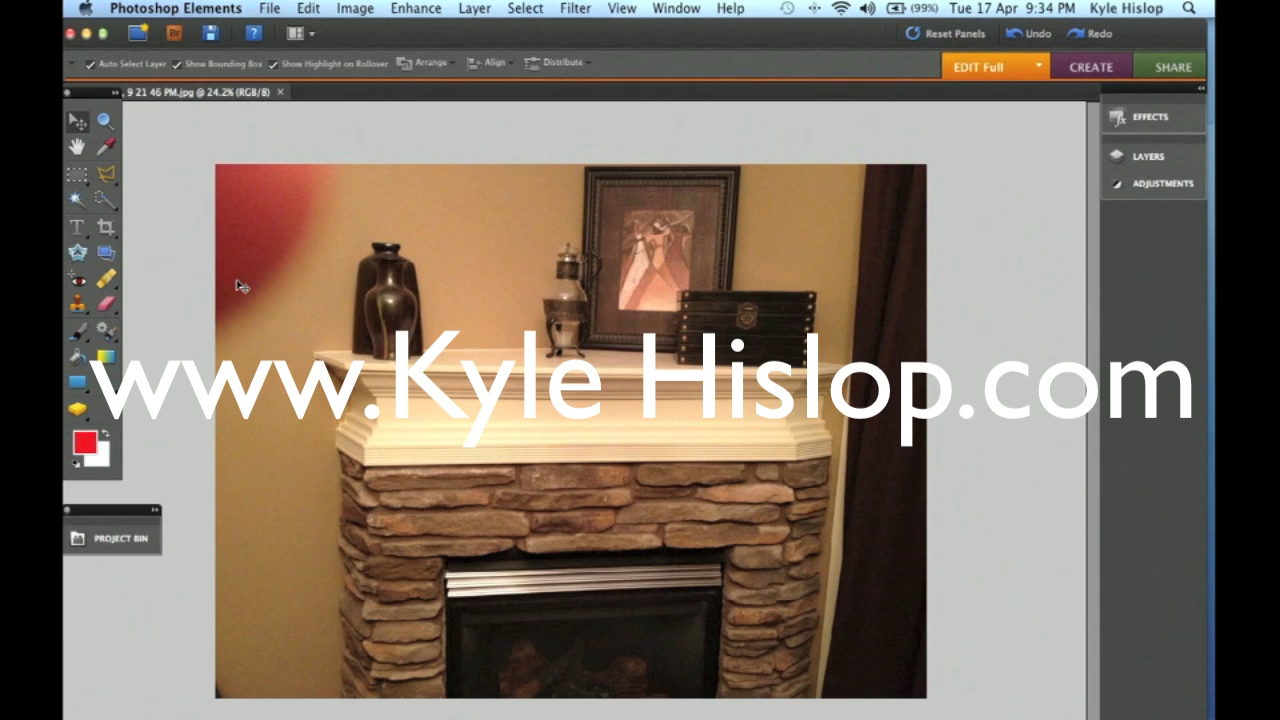 Photoshop Elements File Edit Image Enhance Layer Select Filter View Window Help (99%) Tue 17 Apr 9:34 PM Kyle Hislop
Br ? Reset Panels Undo Redo
Auto Select Layer Show Bounding Box Show Highlight on Rollover Arrange Align Distribute EDIT Full CREATE SHARE
, 9 21 46 PM.jpg @ 24.2% (RGB/8)
EFFECTS
LAYERS
ADJUSTMENTS
T
www.Kyle Hislop.com
PROJECT BIN